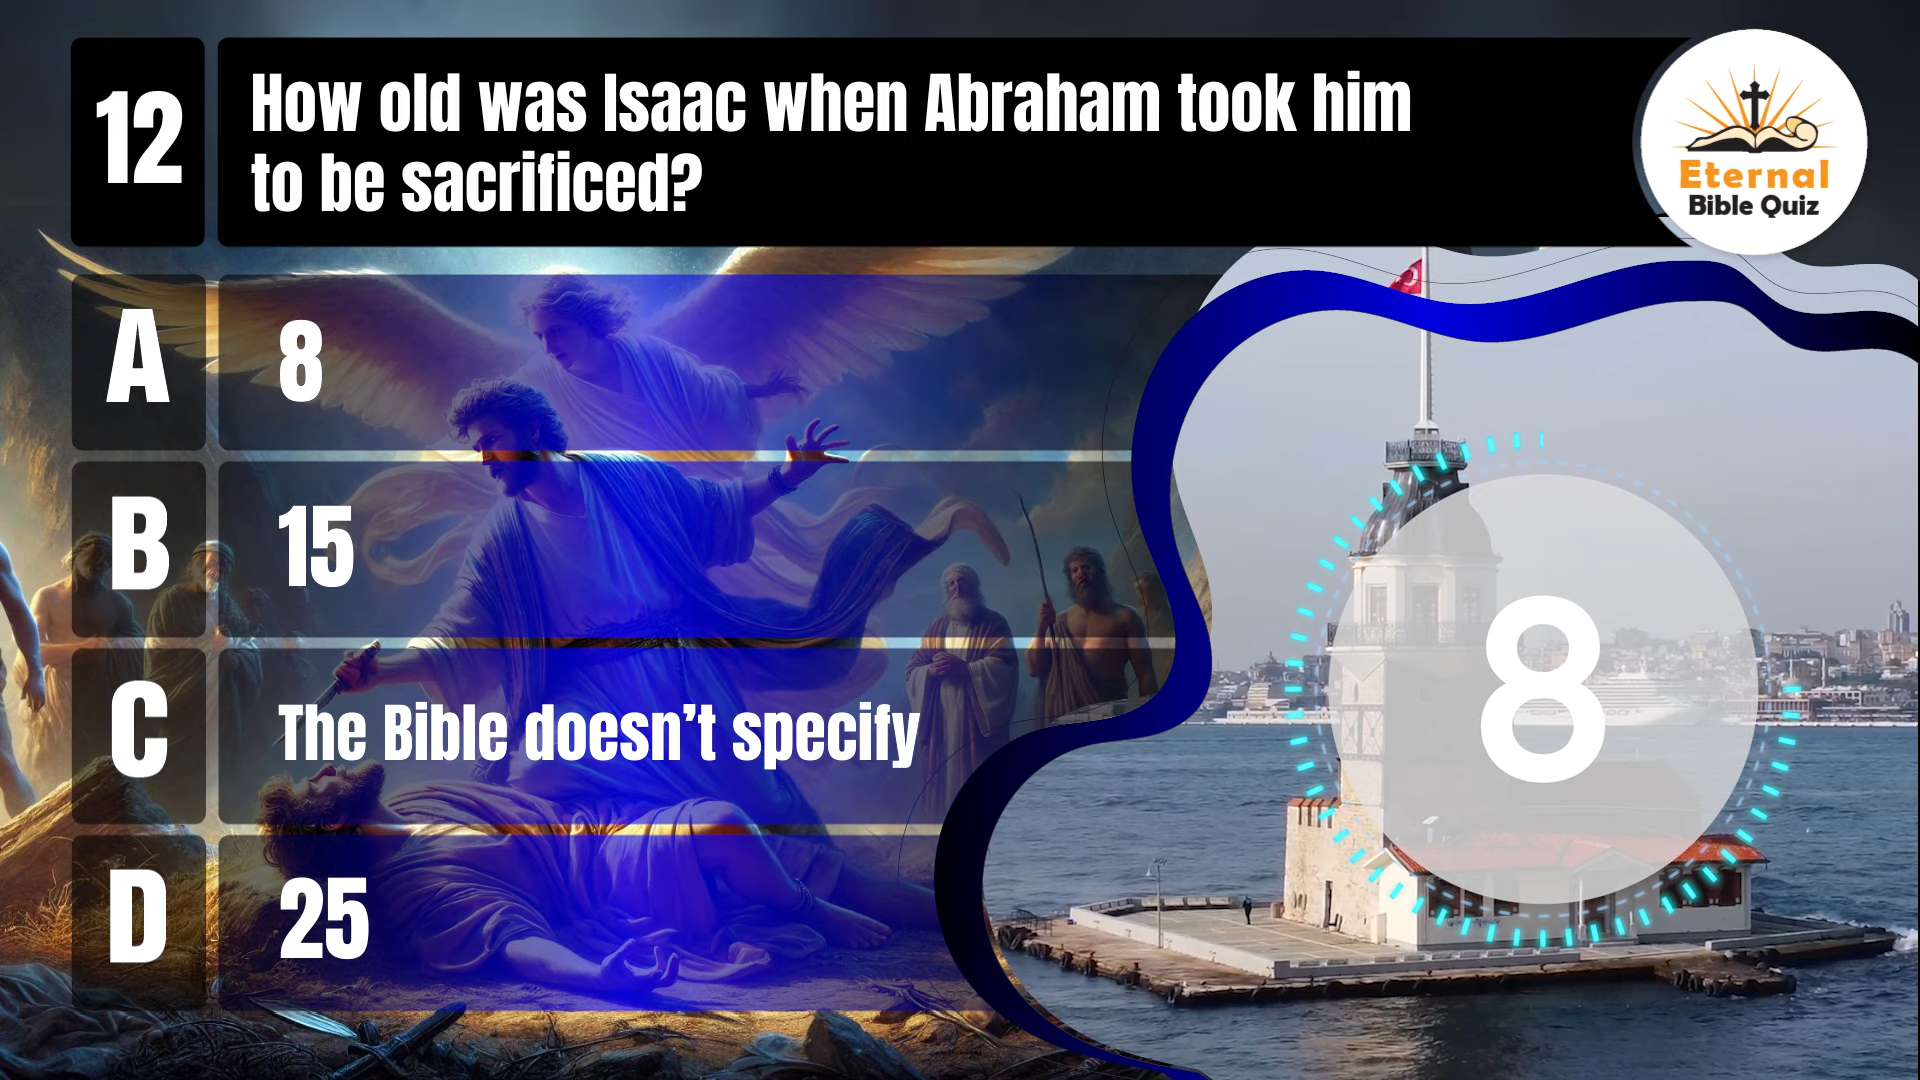 12
How old was Isaac when Abraham took him
to be sacrificed?
Eternal
Bible Quiz
A
8
B
15
C
The Bible doesn’t specify
D
25
8